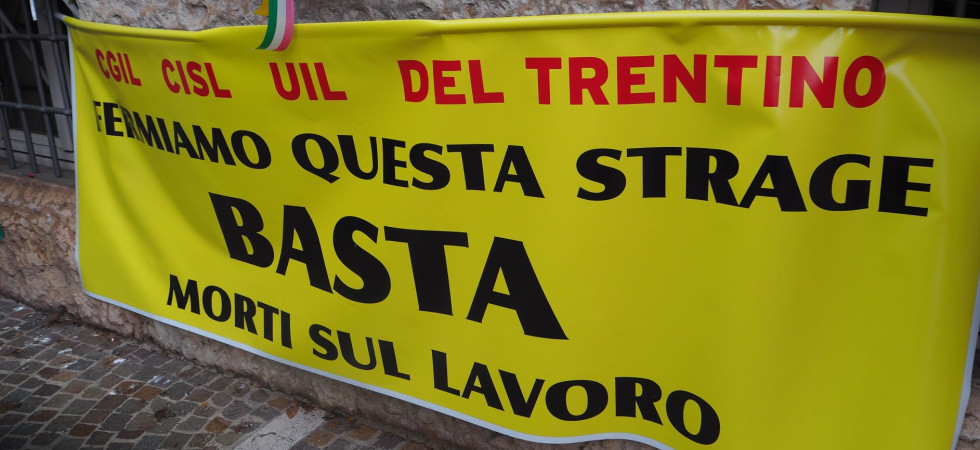 CGIL CISL UIL DEL TRENTINO
FERMIAMO QUESTA STRAGE
BASTA
MORTI SUL LAVORO